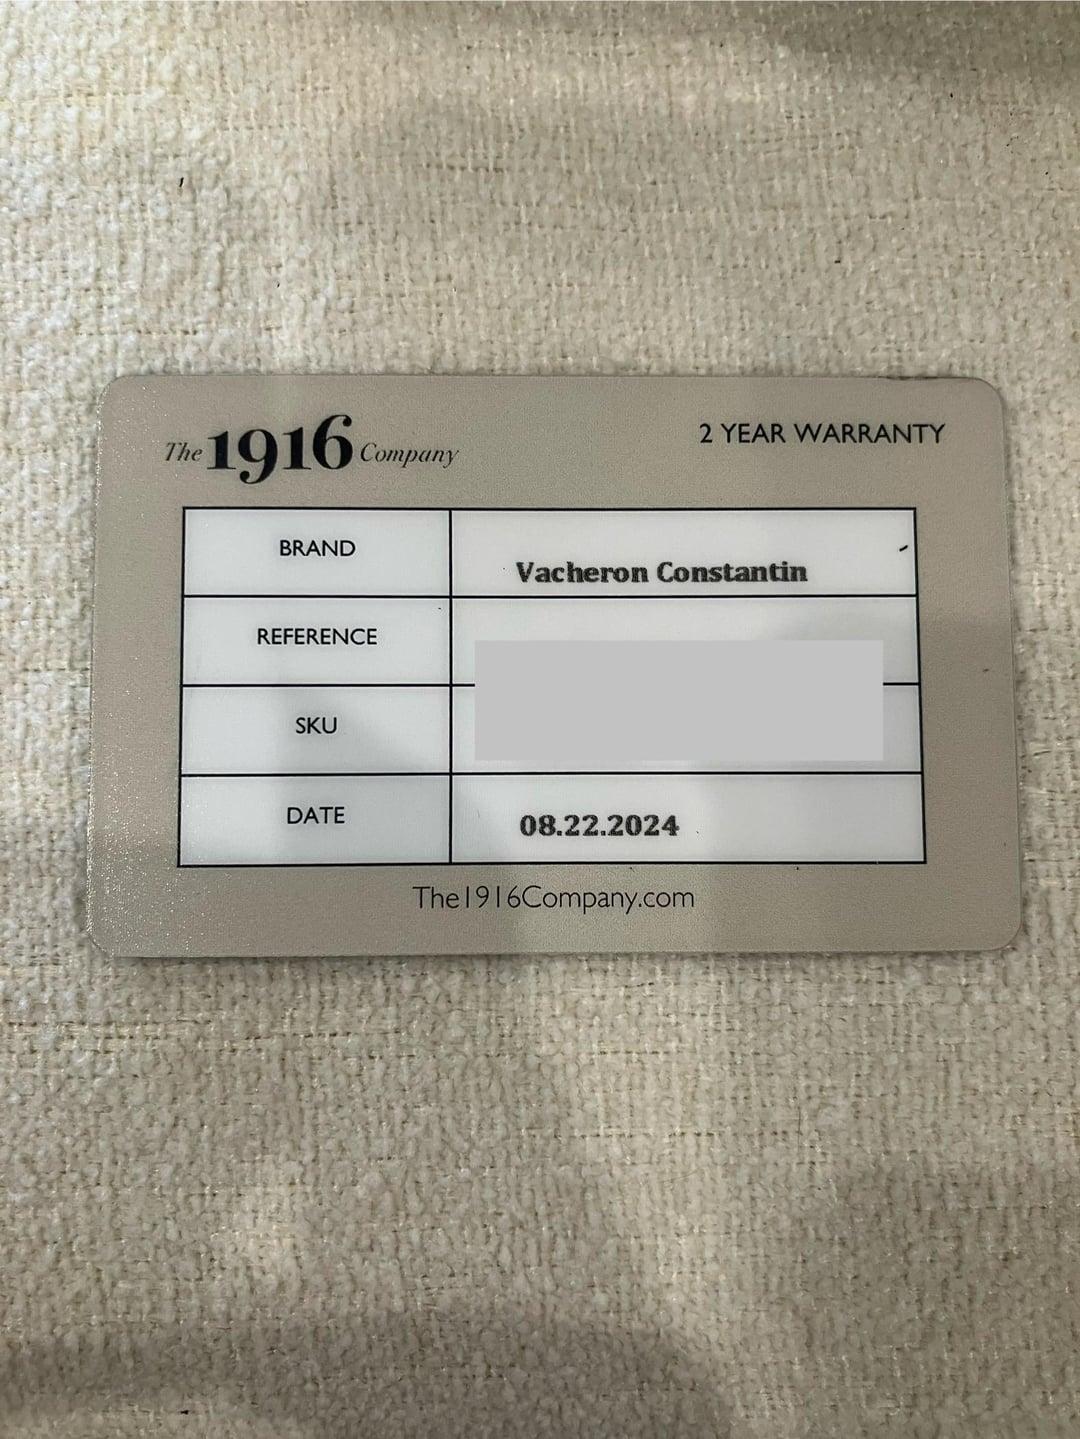 The 1916 Company
2 YEAR WARRANTY
BRAND
Vacheron Constantin
REFERENCE
SKU
DATE
08.22.2024
The1916Company.com